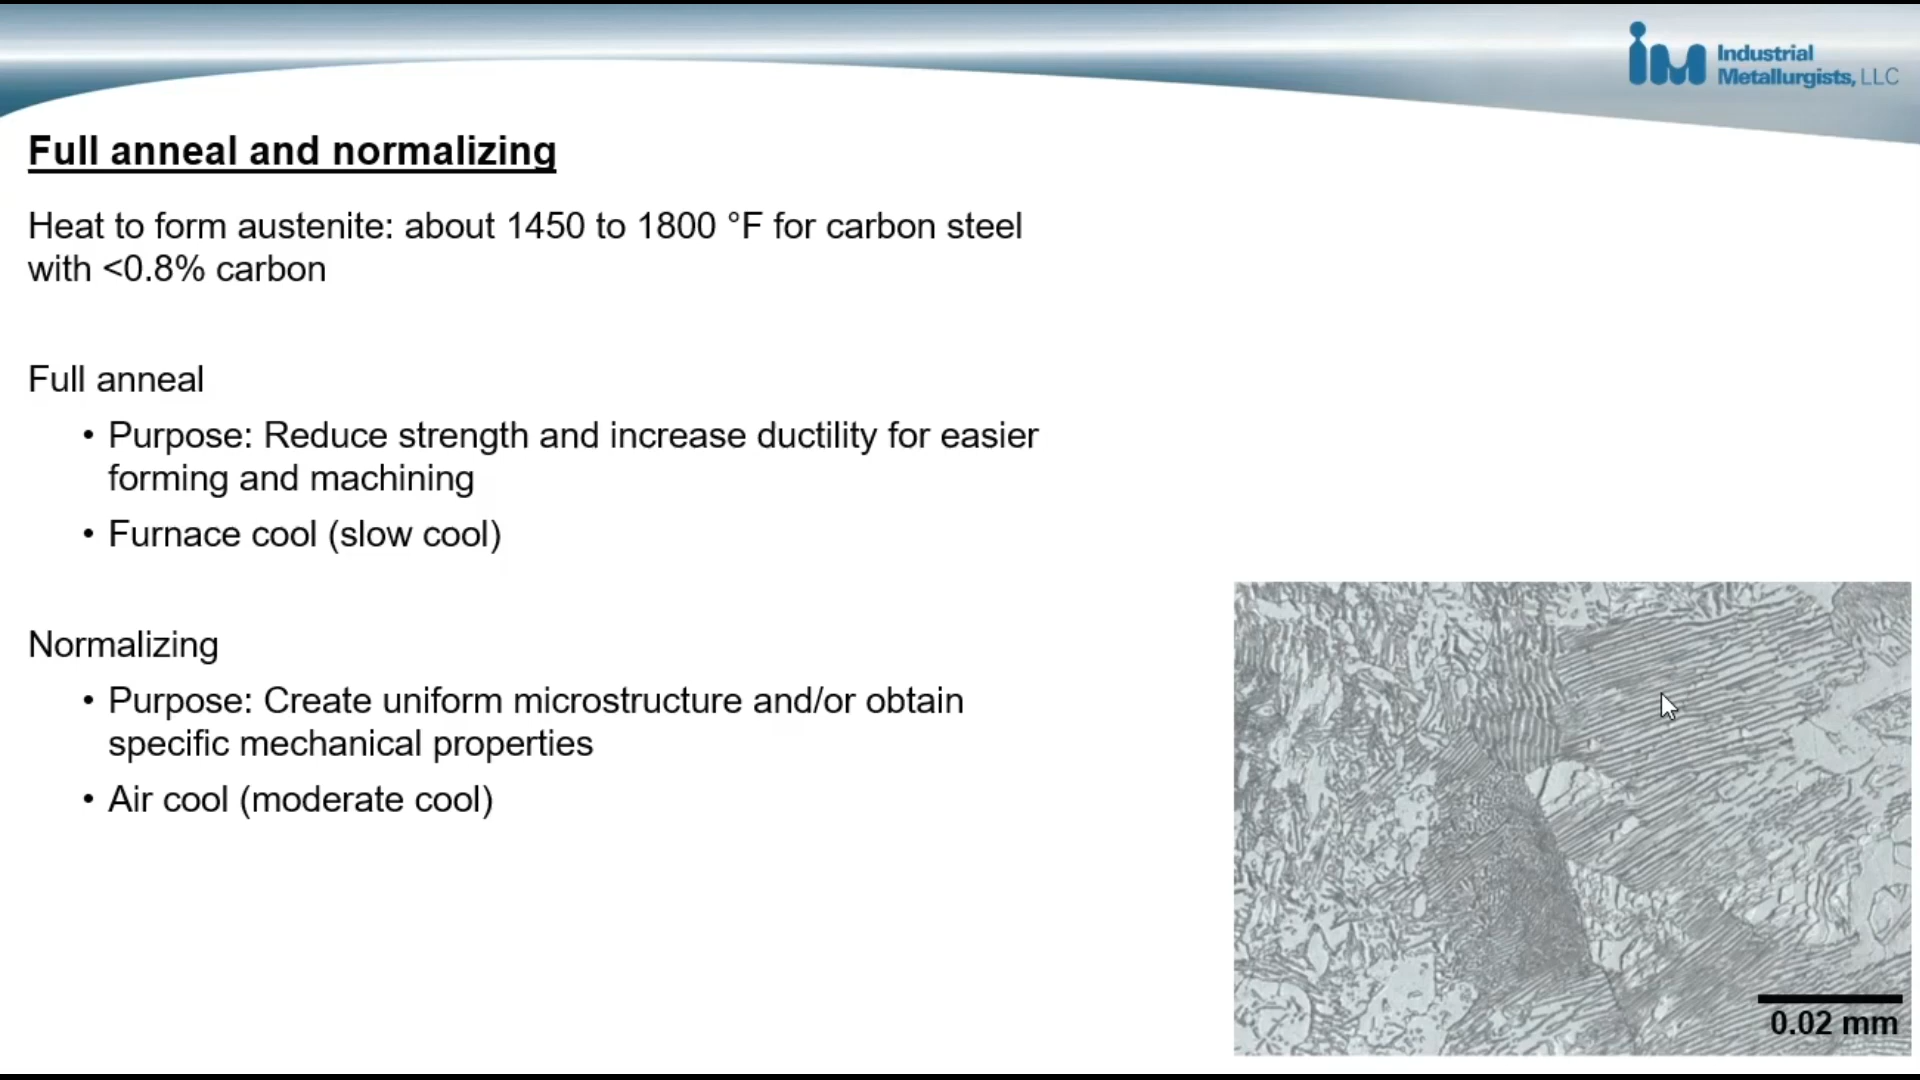 Industrial
Metallurgists, LLC
Full anneal and normalizing
Heat to form austenite: about 1450 to 1800 °F for carbon steel
with <0.8% carbon
Full anneal
• Purpose: Reduce strength and increase ductility for easier
forming and machining
• Furnace cool (slow cool)
Normalizing
• Purpose: Create uniform microstructure and/or obtain
specific mechanical properties
• Air cool (moderate cool)
0.02 mm